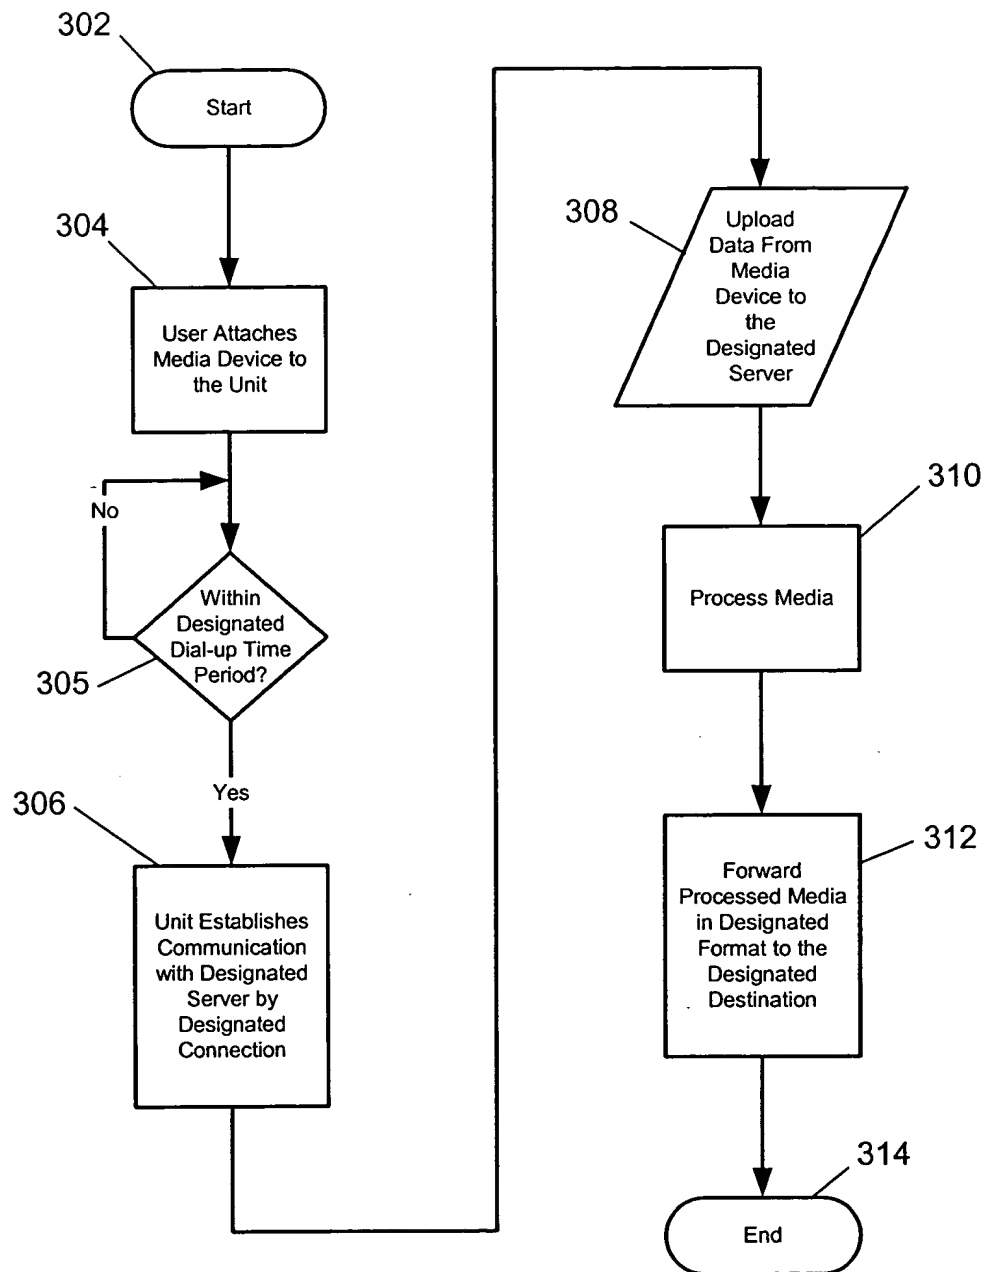 302
Start
304
User Attaches
Media Device to
the Unit
No
Within
Designated
Dial-up Time
Period?
305
Yes
306
Unit Establishes
Communication
with Designated
Server by
Designated
Connection
308
Upload
Data From
Media
Device to
the
Designated
Server
310
Process Media
312
Forward
Processed Media
in Designated
Format to the
Designated
Destination
314
End